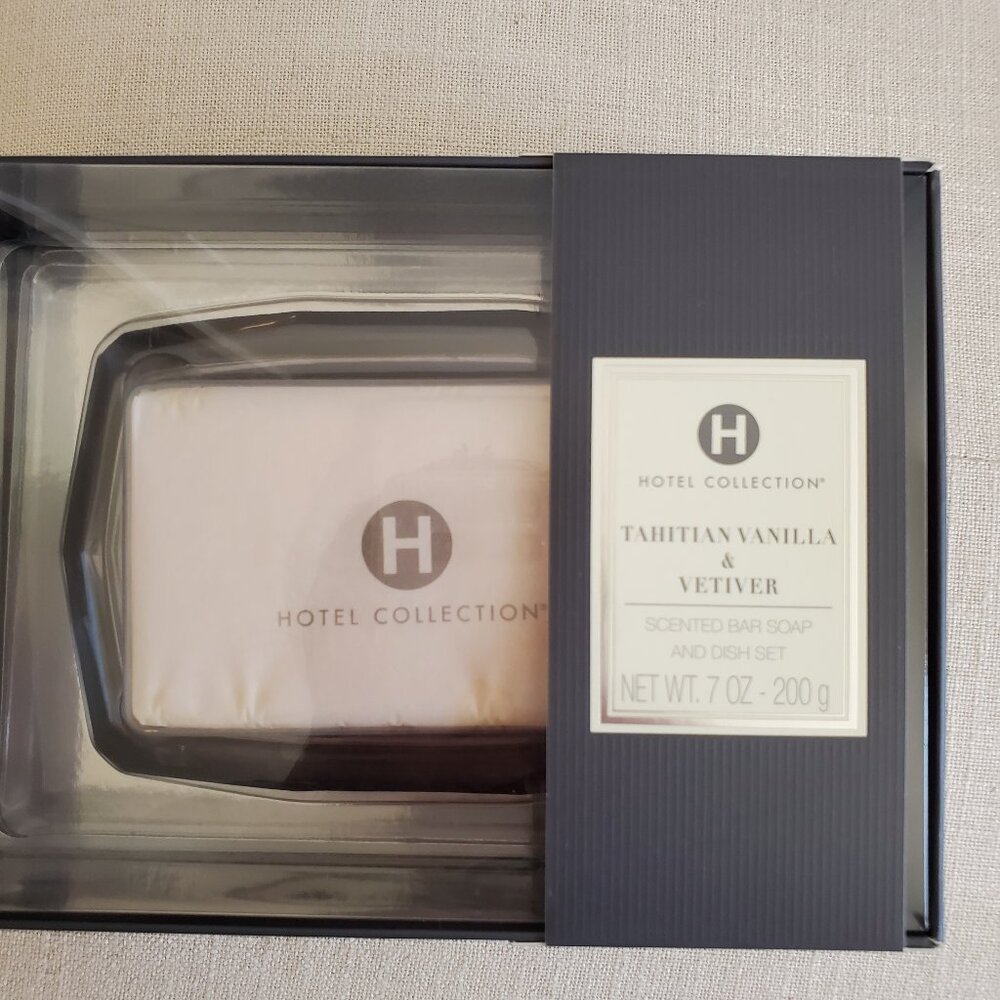 H
HOTEL COLLECTION®
H
HOTEL COLLECTION®
TAHITIAN VANILLA
&
VETIVER
SCENTED BAR SOAP
AND DISH SET
NET WT. 7 OZ - 200 g